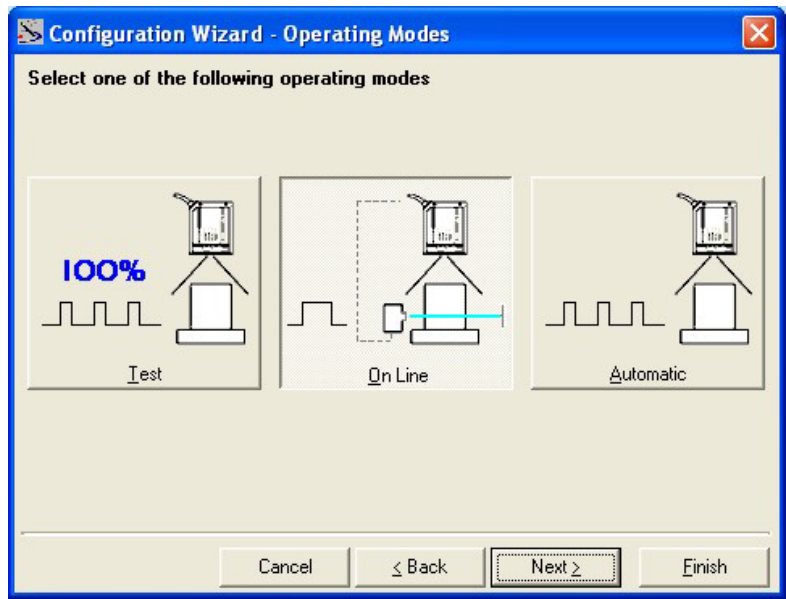 Configuration Wizard - Operating Modes
Select one of the following operating modes
100%
Test
On Line
Automatic
Cancel
< Back
Next >
Finish